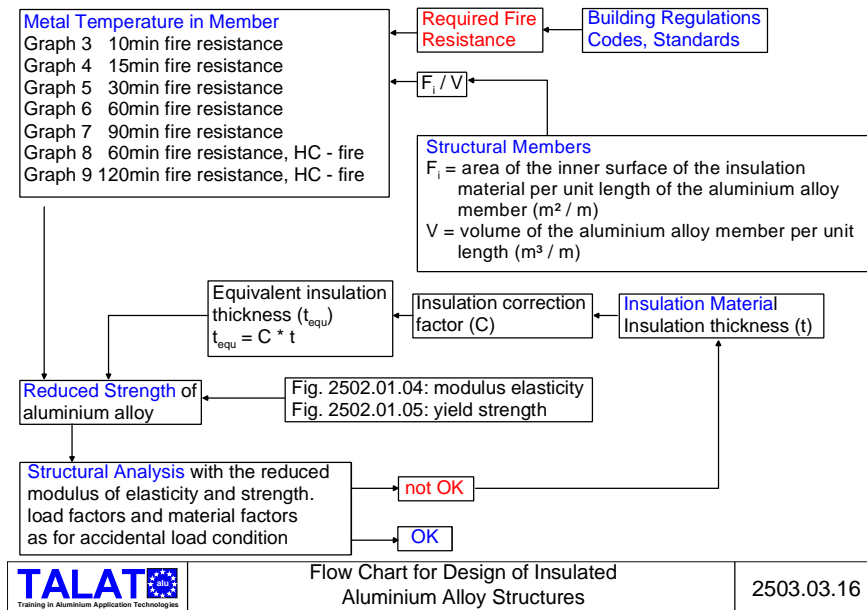 Metal Temperature in Member
Graph 3 10min fire resistance
Graph 4 15min fire resistance
Graph 5 30min fire resistance
Graph 6 60min fire resistance
Graph 7 90min fire resistance
Graph 8 60min fire resistance, HC - fire
Graph 9 120min fire resistance, HC - fire
Required Fire
Resistance
Building Regulations
Codes, Standards
Fi / V
Structural Members
Fi = area of the inner surface of the insulation
material per unit length of the aluminium alloy
member (m² / m)
V = volume of the aluminium alloy member per unit
length (m³ / m)
Equivalent insulation
thickness (tequ)
tequ = C * t
Insulation correction
factor (C)
Insulation Material
Insulation thickness (t)
Reduced Strength of
aluminium alloy
Fig. 2502.01.04: modulus elasticity
Fig. 2502.01.05: yield strength
Structural Analysis with the reduced
modulus of elasticity and strength.
load factors and material factors
as for accidental load condition
not OK
OK
TALAT
alu
Training in Aluminium Application Technologies
Flow Chart for Design of Insulated
Aluminium Alloy Structures
2503.03.16